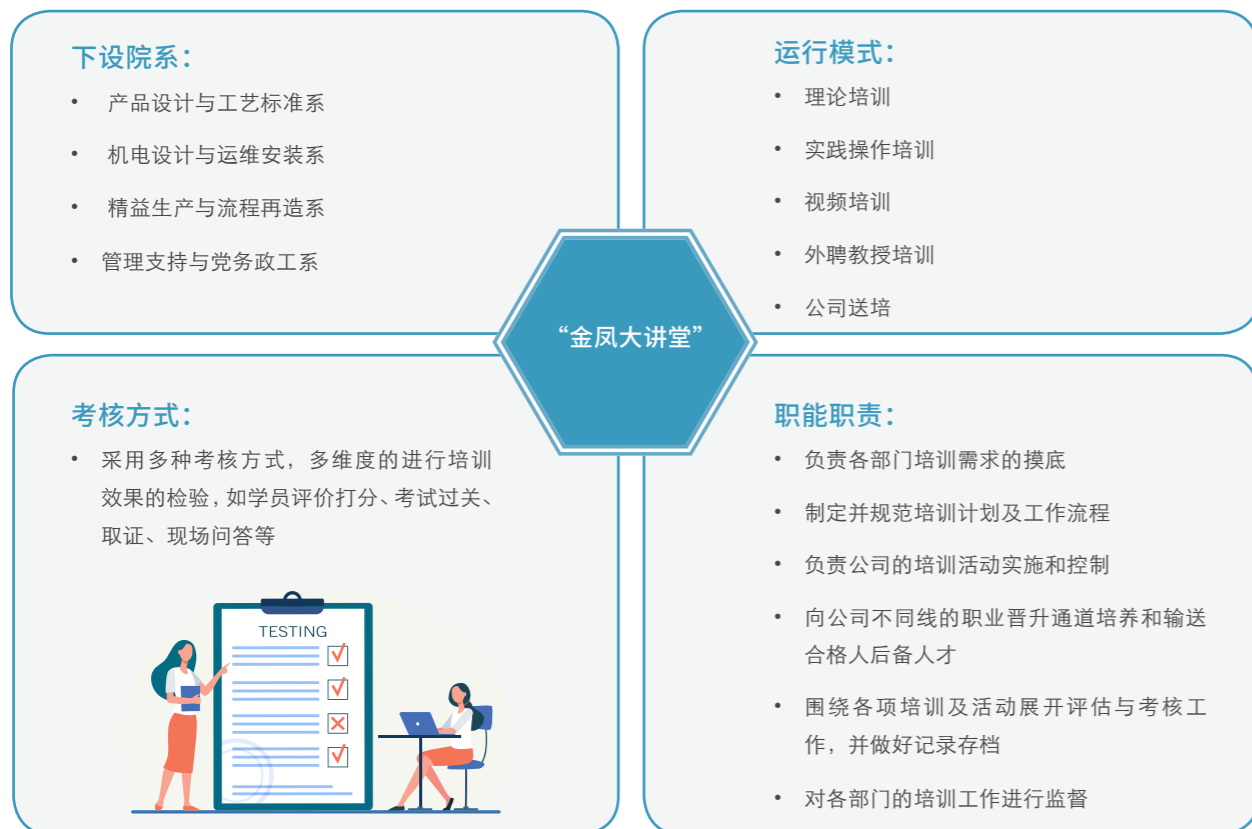 下设院系：
• 产品设计与工艺标准系
• 机电设计与运维安装系
• 精益生产与流程再造系
• 管理支持与党务政工系
运行模式：
• 理论培训
• 实践操作培训
• 视频培训
• 外聘教授培训
• 公司送培
“金凤大讲堂”
考核方式：
• 采用多种考核方式，多维度的进行培训
效果的检验，如学员评价打分、考试过关、
取证、现场问答等
TESTING
职能职责：
• 负责各部门培训需求的摸底
• 制定并规范培训计划及工作流程
• 负责公司的培训活动实施和控制
• 向公司不同线的职业晋升通道培养和输送
合格人后备人才
• 围绕各项培训及活动展开评估与考核工
作，并做好记录存档
• 对各部门的培训工作进行监督